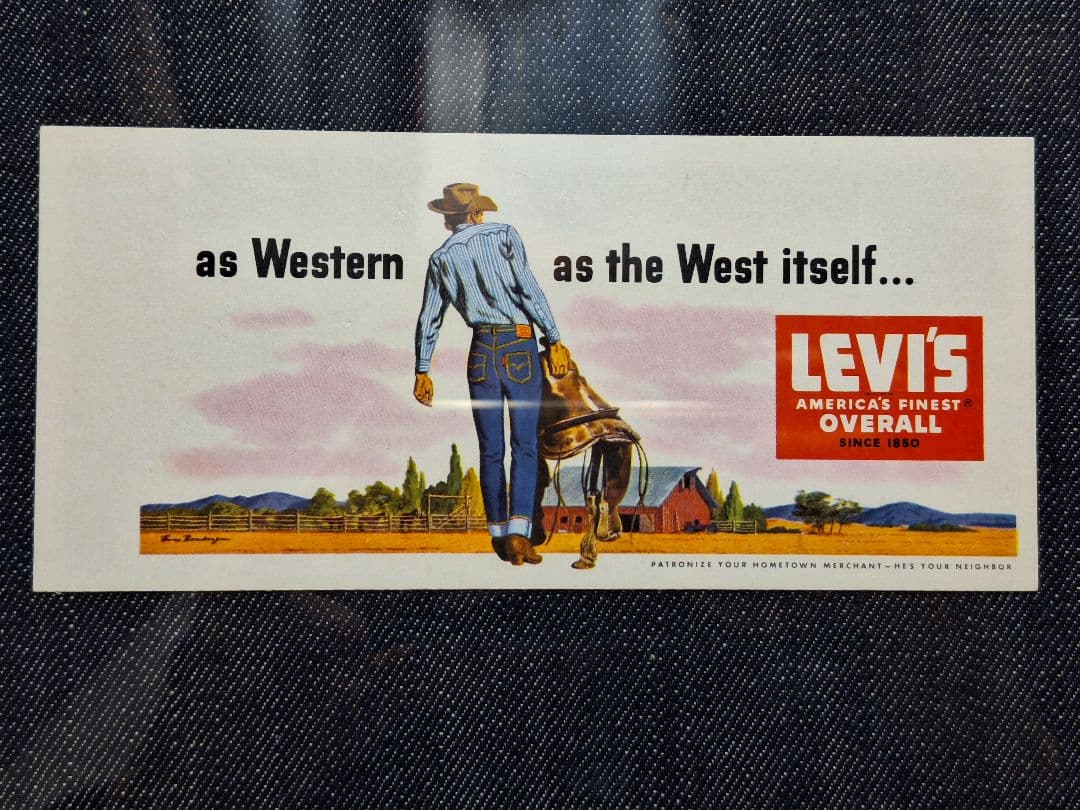 as Western as the West itself...
LEVI'S
AMERICA'S FINEST®
OVERALL
SINCE 1850
PATRONIZE YOUR HOMETOWN MERCHANT—HE'S YOUR NEIGHBOR